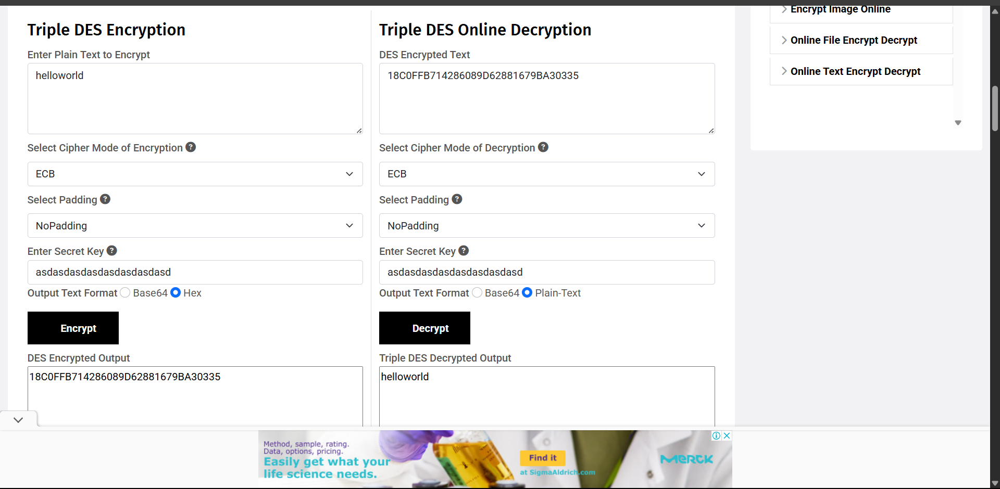 Triple DES Encryption
Enter Plain Text to Encrypt
helloworld
Select Cipher Mode of Encryption ?
ECB
Select Padding ?
NoPadding
Enter Secret Key ?
asdasdasdasdasdasdasdasd
Output Text Format Base64 Hex
Encrypt
DES Encrypted Output
18C0FFB714286089D62881679BA30335
Triple DES Online Decryption
DES Encrypted Text
18C0FFB714286089D62881679BA30335
Select Cipher Mode of Decryption ?
ECB
Select Padding ?
NoPadding
Enter Secret Key ?
asdasdasdasdasdasdasdasd
Output Text Format Base64 Plain-Text
Decrypt
Triple DES Decrypted Output
helloworld
Encrypt Image Online
Online File Encrypt Decrypt
Online Text Encrypt Decrypt
Method, sample, rating.
Data, options, pricing.
Easily get what your
life science needs.
Find it
at SigmaAldrich.com
MERCK